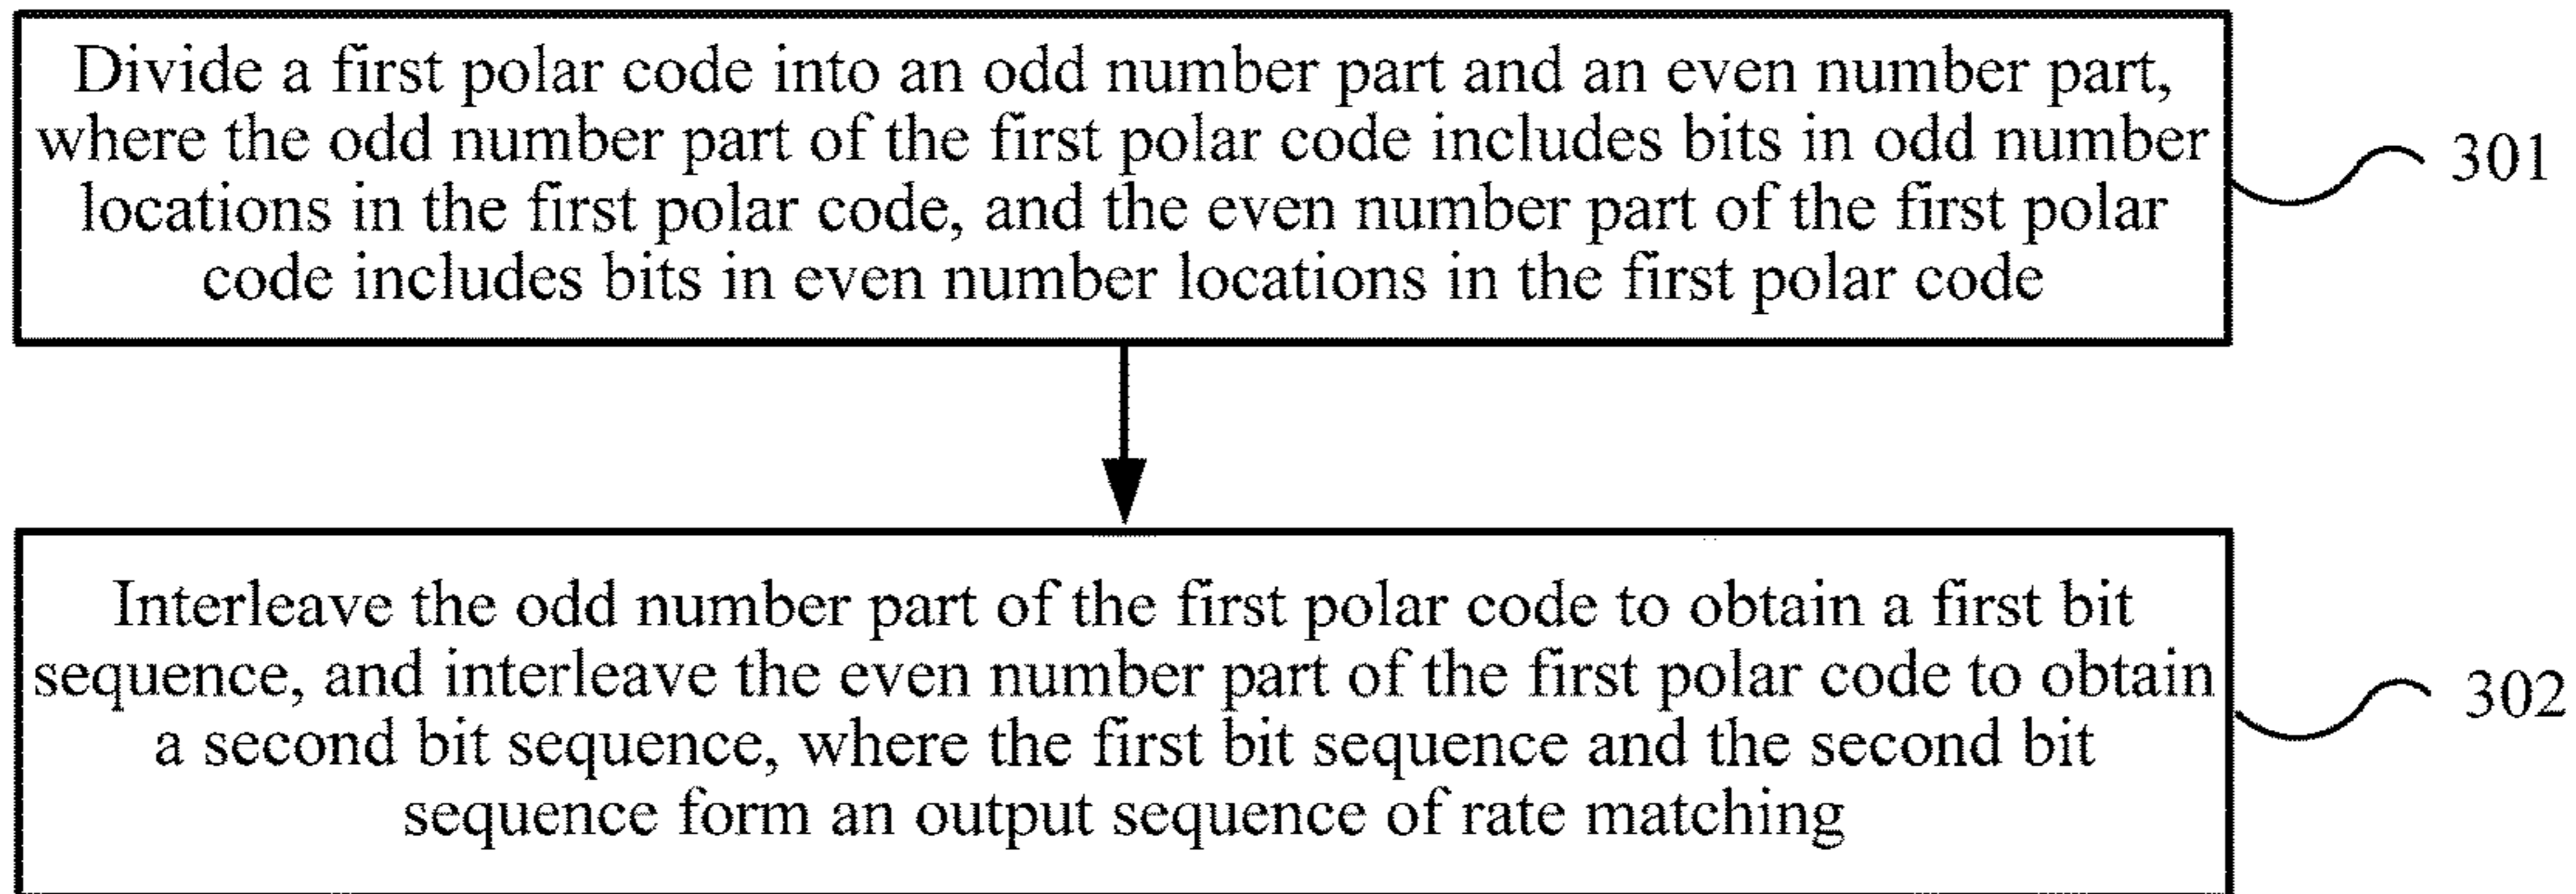 Divide a first polar code into an odd number part and an even number part,
where the odd number part of the first polar code includes bits in odd number
locations in the first polar code, and the even number part of the first polar
code includes bits in even number locations in the first polar code
301
Interleave the odd number part of the first polar code to obtain a first bit
sequence, and interleave the even number part of the first polar code to obtain
a second bit sequence, where the first bit sequence and the second bit
sequence form an output sequence of rate matching
302